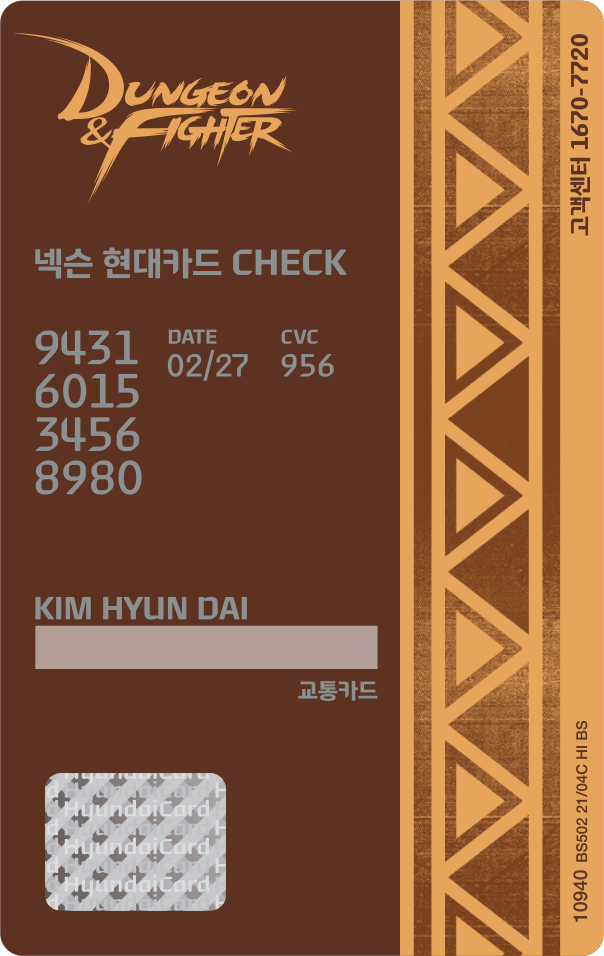 DUNGEON
& FIGHTER
넥슨 현대카드 CHECK
9431
6015
3456
8980
DATE
02/27
CVC
956
KIM HYUN DAI
교통카드
HyundaiCard
HyundaiCard
HyundaiCard
HyundaiCard
고객센터 1670-7720
10940 BS502 21/04C HI BS